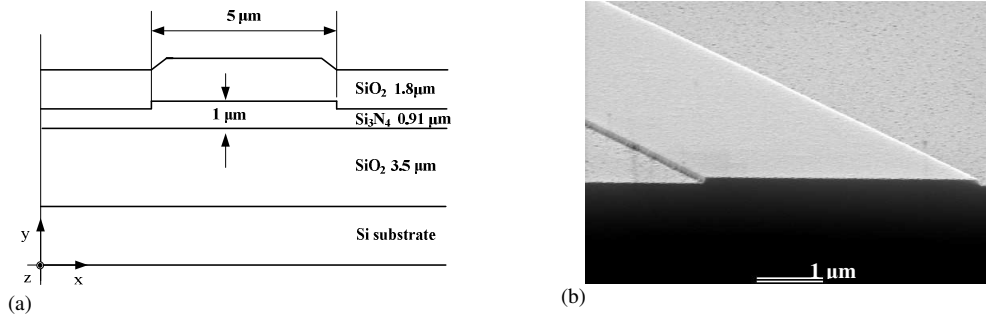 5 μm
SiO₂ 1.8μm
1 μm
Si₃N₄ 0.91 μm
SiO₂ 3.5 μm
Si substrate
y
z
x
(a)
1 μm
(b)